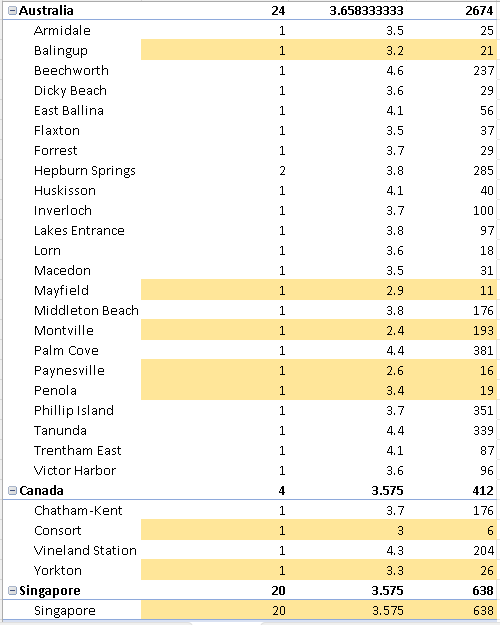 Australia 24 3.658333333 2674
Armidale 1 3.5 25
Balingup 1 3.2 21
Beechworth 1 4.6 237
Dicky Beach 1 3.6 29
East Ballina 1 4.1 56
Flaxton 1 3.5 37
Forrest 1 3.7 29
Hepburn Springs 2 3.8 285
Huskisson 1 4.1 40
Inverloch 1 3.7 100
Lakes Entrance 1 3.8 97
Lorn 1 3.6 18
Macedon 1 3.5 31
Mayfield 1 2.9 11
Middleton Beach 1 3.8 176
Montville 1 2.4 193
Palm Cove 1 4.4 381
Paynesville 1 2.6 16
Penola 1 3.4 19
Phillip Island 1 3.7 351
Tanunda 1 4.4 339
Trentham East 1 4.1 87
Victor Harbor 1 3.6 96
Canada 4 3.575 412
Chatham-Kent 1 3.7 176
Consort 1 3 6
Vineland Station 1 4.3 204
Yorkton 1 3.3 26
Singapore 20 3.575 638
Singapore 20 3.575 638